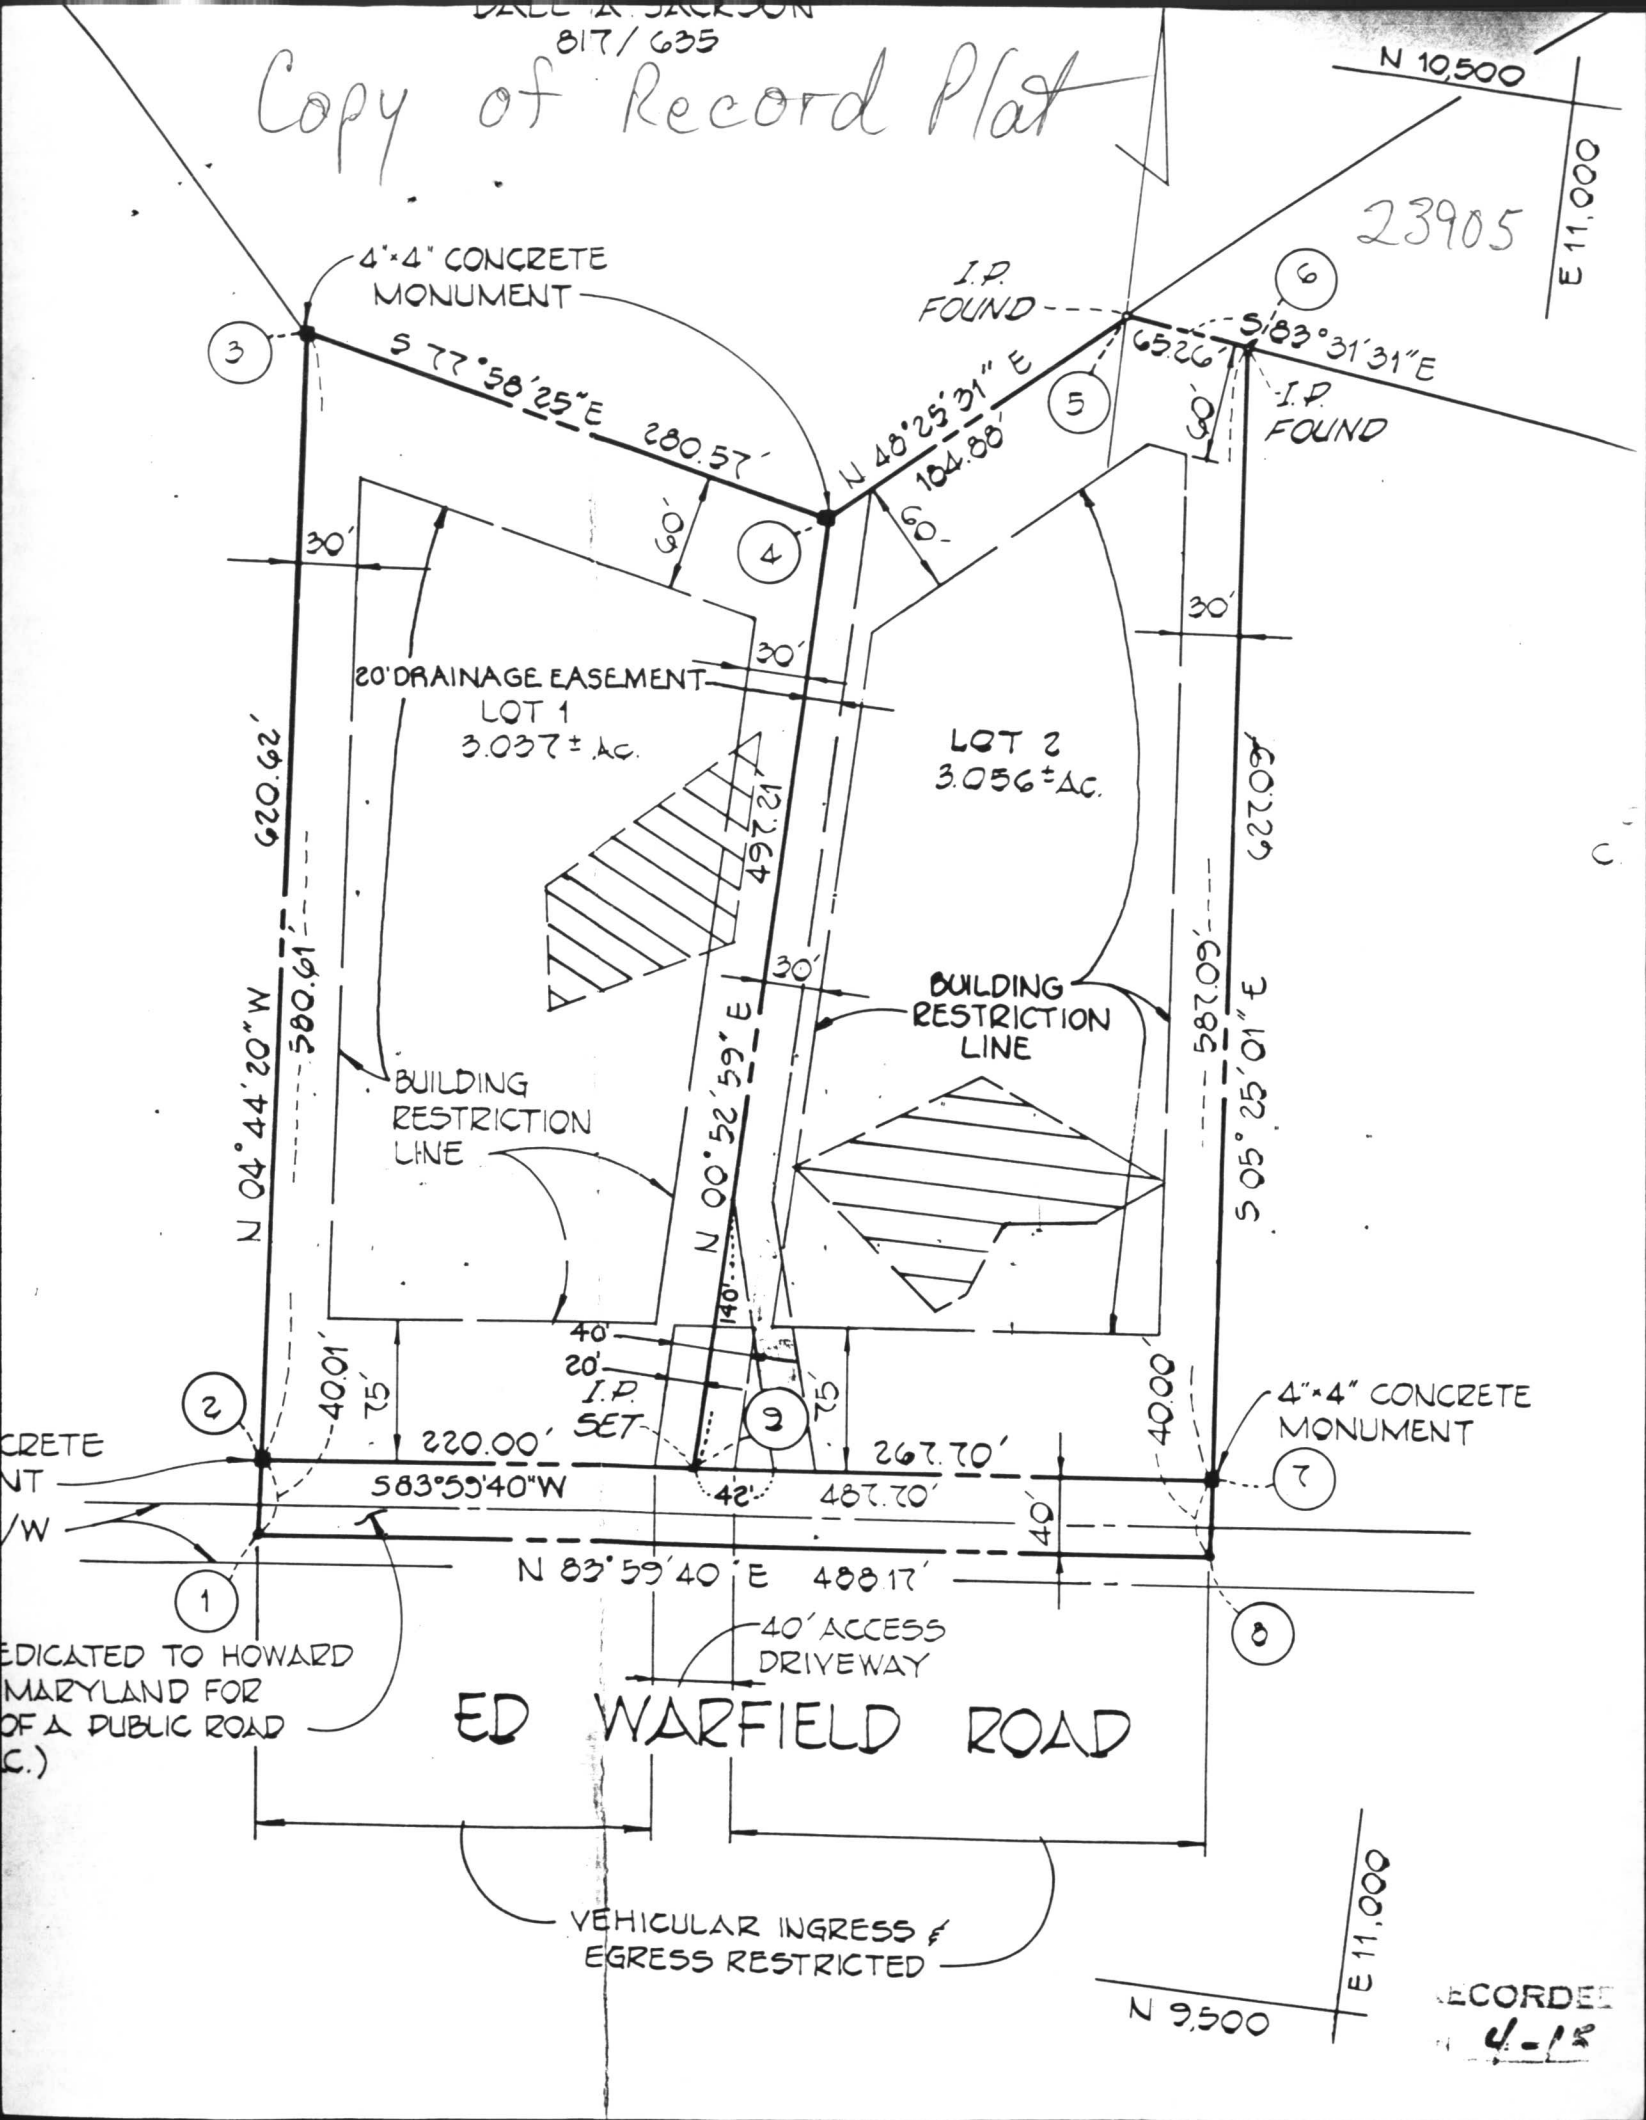 DALE A. JACKSON
817/635
Copy of Record Plat
N 10,500
E 11,000
23905
4"x4" CONCRETE
MONUMENT
I.P.
FOUND
6
3
S 77°58'25"E
280.57'
N 48°25'31" E
184.88'
65.26'
S 83°31'31"E
5
60'
I.P.
FOUND
4
60'
60'
30'
30'
30'
20' DRAINAGE EASEMENT
LOT 1
3.037± AC.
LOT 2
3.056± AC.
620.62'
497.21'
627.09'
580.61'
587.09'
30'
BUILDING
RESTRICTION
LINE
BUILDING
RESTRICTION
LINE
N 04°44'20"W
N 00°52'59"E
S 05°25'01"E
140'
40'
20'
I.P.
SET
9
2
40.01'
75'
75'
40.00'
4"x4" CONCRETE
MONUMENT
7
CRETE
NT
220.00'
267.70'
S83°59'40"W
42'
487.70'
40'
/W
N 83°59'40"E 488.17'
1
8
40' ACCESS
DRIVEWAY
EDICATED TO HOWARD
MARYLAND FOR
OF A PUBLIC ROAD
C.)
ED WARFIELD ROAD
VEHICULAR INGRESS &
EGRESS RESTRICTED
E 11,000
N 9,500
ECORDED
4-18